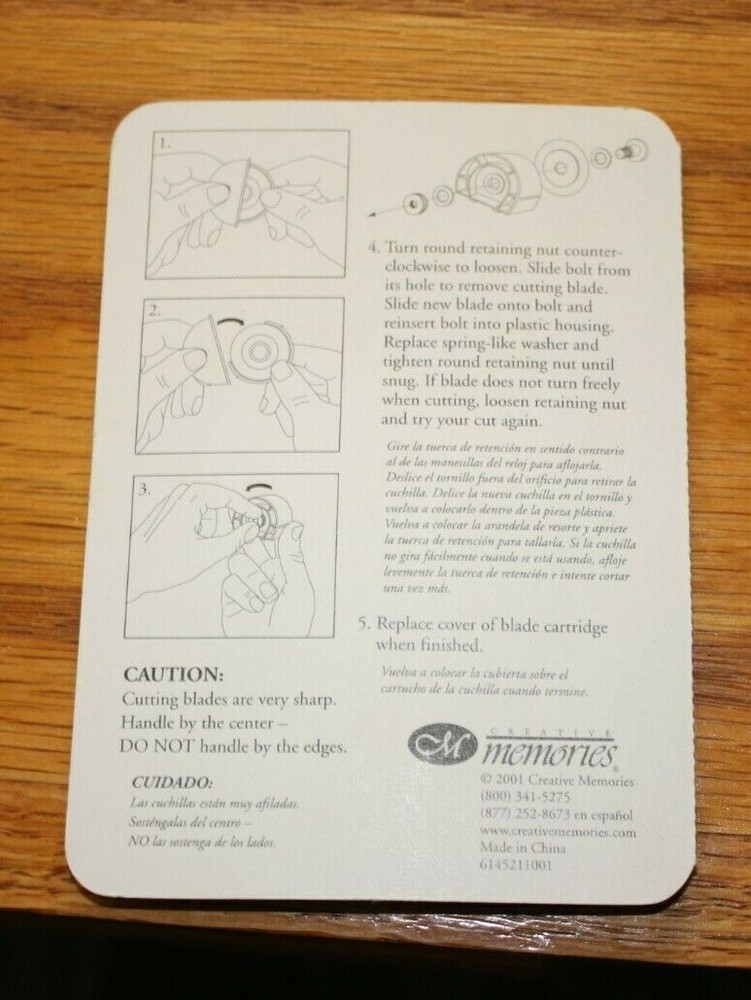 1.
2.
3.
CAUTION:
Cutting blades are very sharp.
Handle by the center –
DO NOT handle by the edges.
CUIDADO:
Las cuchillas están muy afiladas.
Sosténgalas del centro –
NO las sostenga de los lados.
4. Turn round retaining nut counter-
clockwise to loosen. Slide bolt from
its hole to remove cutting blade.
Slide new blade onto bolt and
reinsert bolt into plastic housing.
Replace spring-like washer and
tighten round retaining nut until
snug. If blade does not turn freely
when cutting, loosen retaining nut
and try your cut again.
Gire la tuerca de retención en sentido contrario
al de las manesillas del reloj para aflojarla.
Deslice el tornillo fuera del orificio para retirar la
cuchilla. Delice la nueva cuchilla en el tornillo y
vuelva a colocarlo dentro de la pieza plástica.
Vuelva a colocar la arandela de resorte y apriete
la tuerca de retención para tallarla. Si la cuchilla
no gira fácilmente cuando se está usando, afloje
levemente la tuerca de retención e intente cortar
una vez más.
5. Replace cover of blade cartridge
when finished.
Vuelva a colocar la cubierta sobre el
cartucho de la cuchilla cuando termine.
CM
CREATIVE
memories®
© 2001 Creative Memories
(800) 341-5275
(877) 252-8673 en español
www.creativememories.com
Made in China
6145211001